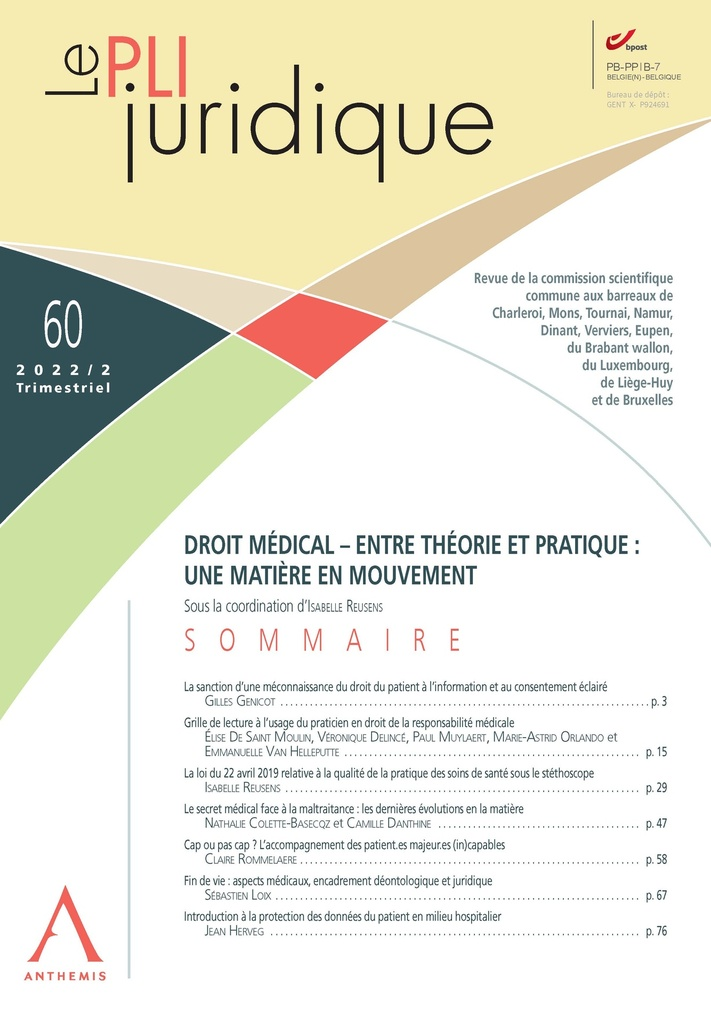 Le PLI
juridique
bpost
PB-PP|B-7
BELGIE(N)-BELGIQUE
Bureau de dépôt :
GENT X- P924691
60
2022/2
Trimestriel
Revue de la commission scientifique
commune aux barreaux de
Charleroi, Mons, Tournai, Namur,
Dinant, Verviers, Eupen,
du Brabant wallon,
du Luxembourg,
de Liège-Huy
et de Bruxelles
DROIT MÉDICAL – ENTRE THÉORIE ET PRATIQUE :
UNE MATIÈRE EN MOUVEMENT
Sous la coordination d'Isabelle Reusens
SOMMAIRE
La sanction d'une méconnaissance du droit du patient à l'information et au consentement éclairé
Gilles Genicot . . . . . . . . . . . . . . . . . . . . p. 3
Grille de lecture à l'usage du praticien en droit de la responsabilité médicale
Élise De Saint Moulin, Véronique Delincé, Paul Muylaert, Marie-Astrid Orlando et
Emmanuelle Van Helleputte . . . . . . . . . . . . . . . . . . . . p. 15
La loi du 22 avril 2019 relative à la qualité de la pratique des soins de santé sous le stéthoscope
Isabelle Reusens . . . . . . . . . . . . . . . . . . . . p. 29
Le secret médical face à la maltraitance : les dernières évolutions en la matière
Nathalie Colette-Basecqz et Camille Danthine . . . . . . . . . . . . . . . . . . . . p. 47
Cap ou pas cap ? L'accompagnement des patient.es majeur.es (in)capables
Claire Rommelaere . . . . . . . . . . . . . . . . . . . . p. 58
Fin de vie : aspects médicaux, encadrement déontologique et juridique
Sébastien Loix . . . . . . . . . . . . . . . . . . . . p. 67
Introduction à la protection des données du patient en milieu hospitalier
Jean Herveg . . . . . . . . . . . . . . . . . . . . p. 76
ANTHEMIS